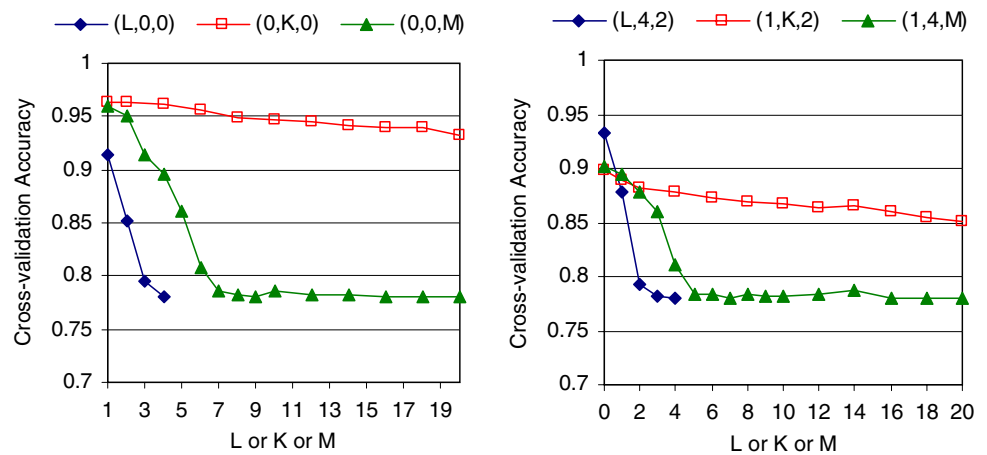 (L,0,0) (0,K,0) (0,0,M)
1
0.95
0.9
0.85
0.8
0.75
0.7
Cross-validation Accuracy
1 3 5 7 9 11 13 15 17 19
L or K or M
(L,4,2) (1,K,2) (1,4,M)
1
0.95
0.9
0.85
0.8
0.75
0.7
Cross-validation Accuracy
0 2 4 6 8 10 12 14 16 18 20
L or K or M